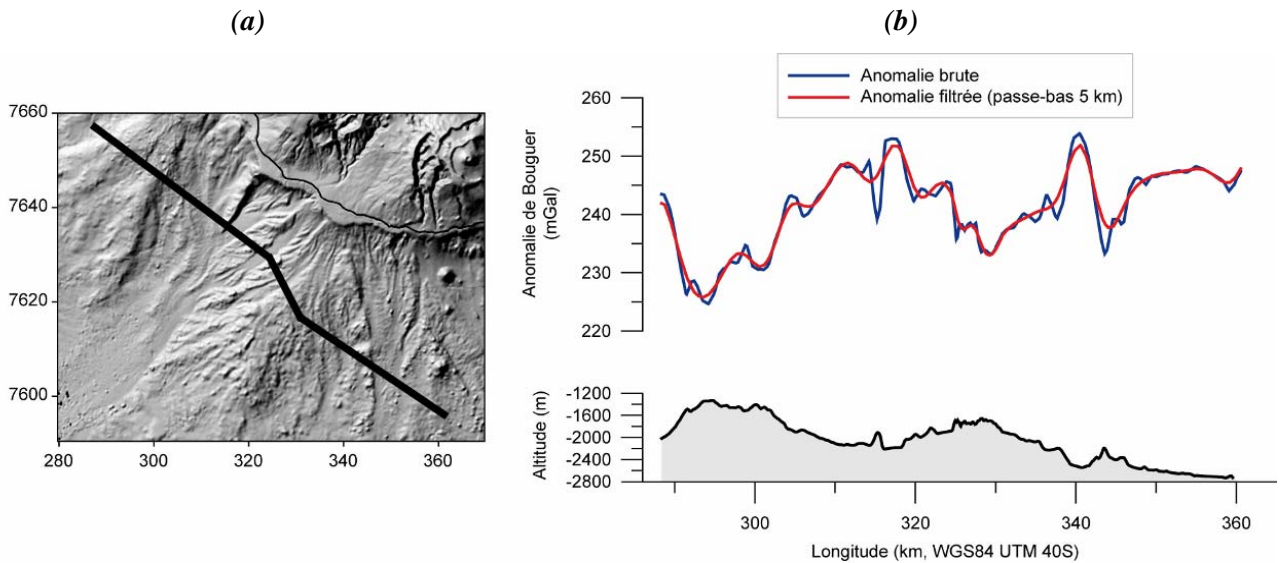 (a)
(b)
7660
7640
7620
7600
280
300
320
340
360
Anomalie brute
Anomalie filtrée (passe-bas 5 km)
Anomalie de Bouguer
(mGal)
260
250
240
230
220
Altitude (m)
-1200
-1600
-2000
-2400
-2800
300
320
340
360
Longitude (km, WGS84 UTM 40S)